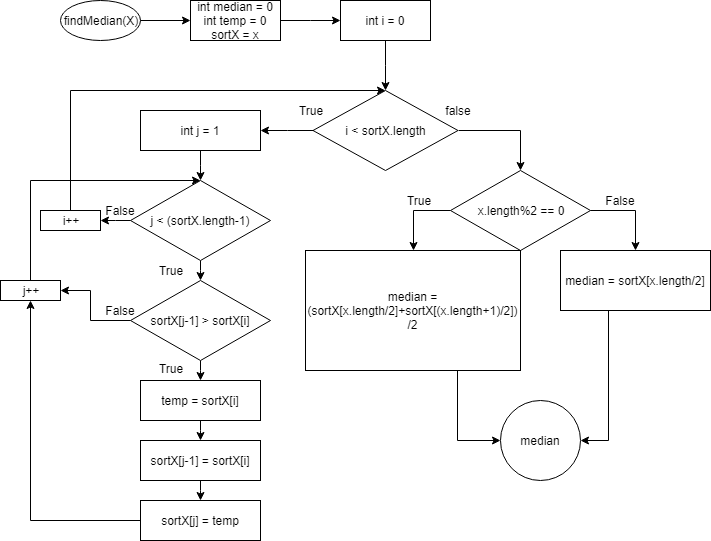 findMedian(X)
int median = 0
int temp = 0
sortX = x
int i = 0
True
false
i < sortX.length
int j = 1
True
x.length%2 == 0
False
i++
False
j < (sortX.length-1)
True
median =
(sortX[x.length/2]+sortX[(x.length+1)/2])
/2
median = sortX[x.length/2]
j++
False
sortX[j-1] > sortX[i]
True
temp = sortX[i]
sortX[j-1] = sortX[i]
median
sortX[j] = temp